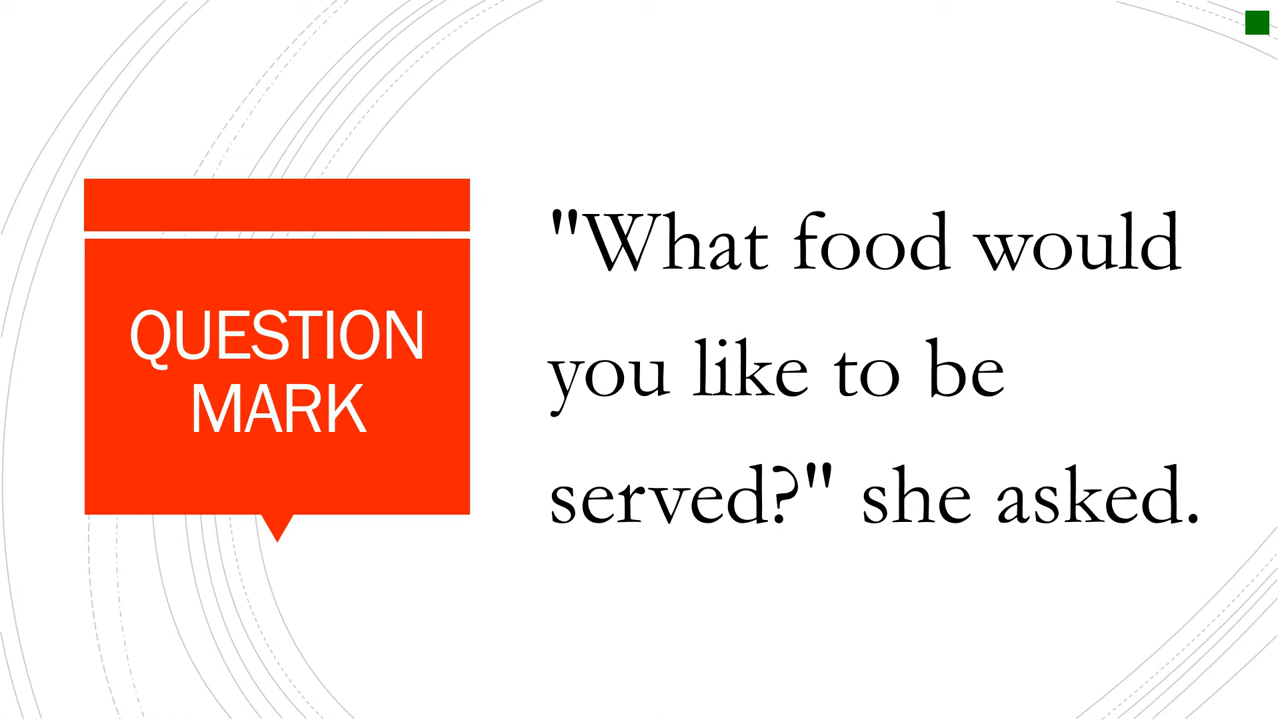 QUESTION
MARK
"What food would
you like to be
served?" she asked.